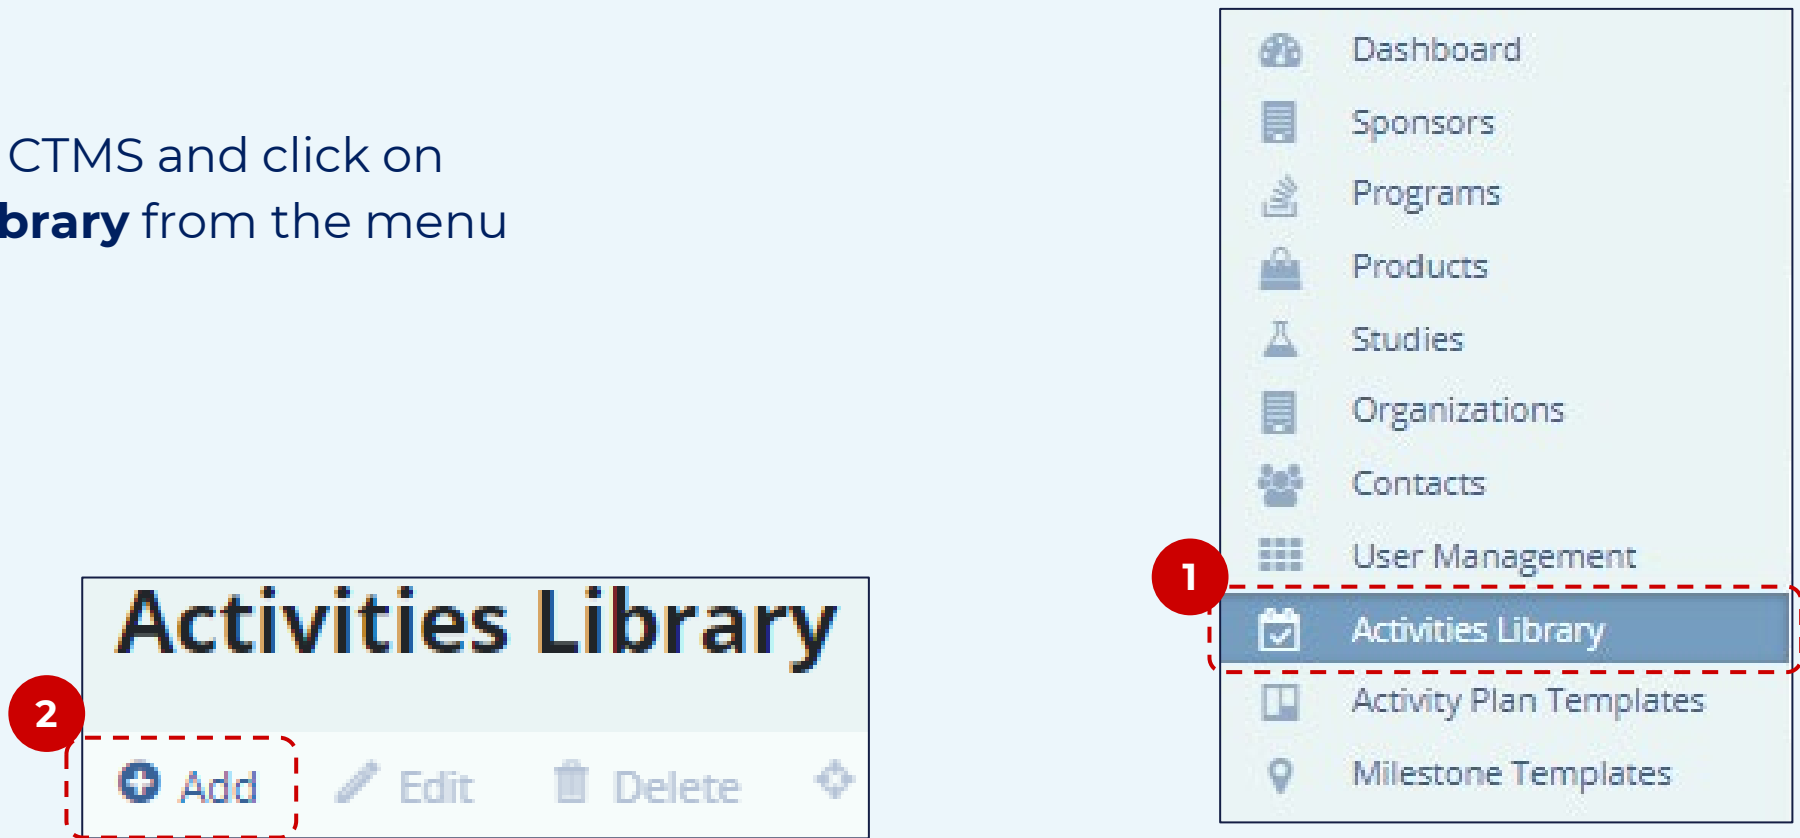 CTMS and click on
brary from the menu
Dashboard
Sponsors
Programs
Products
Studies
Organizations
Contacts
User Management
1
Activities Library
Activity Plan Templates
Milestone Templates
Activities Library
2
Add Edit Delete